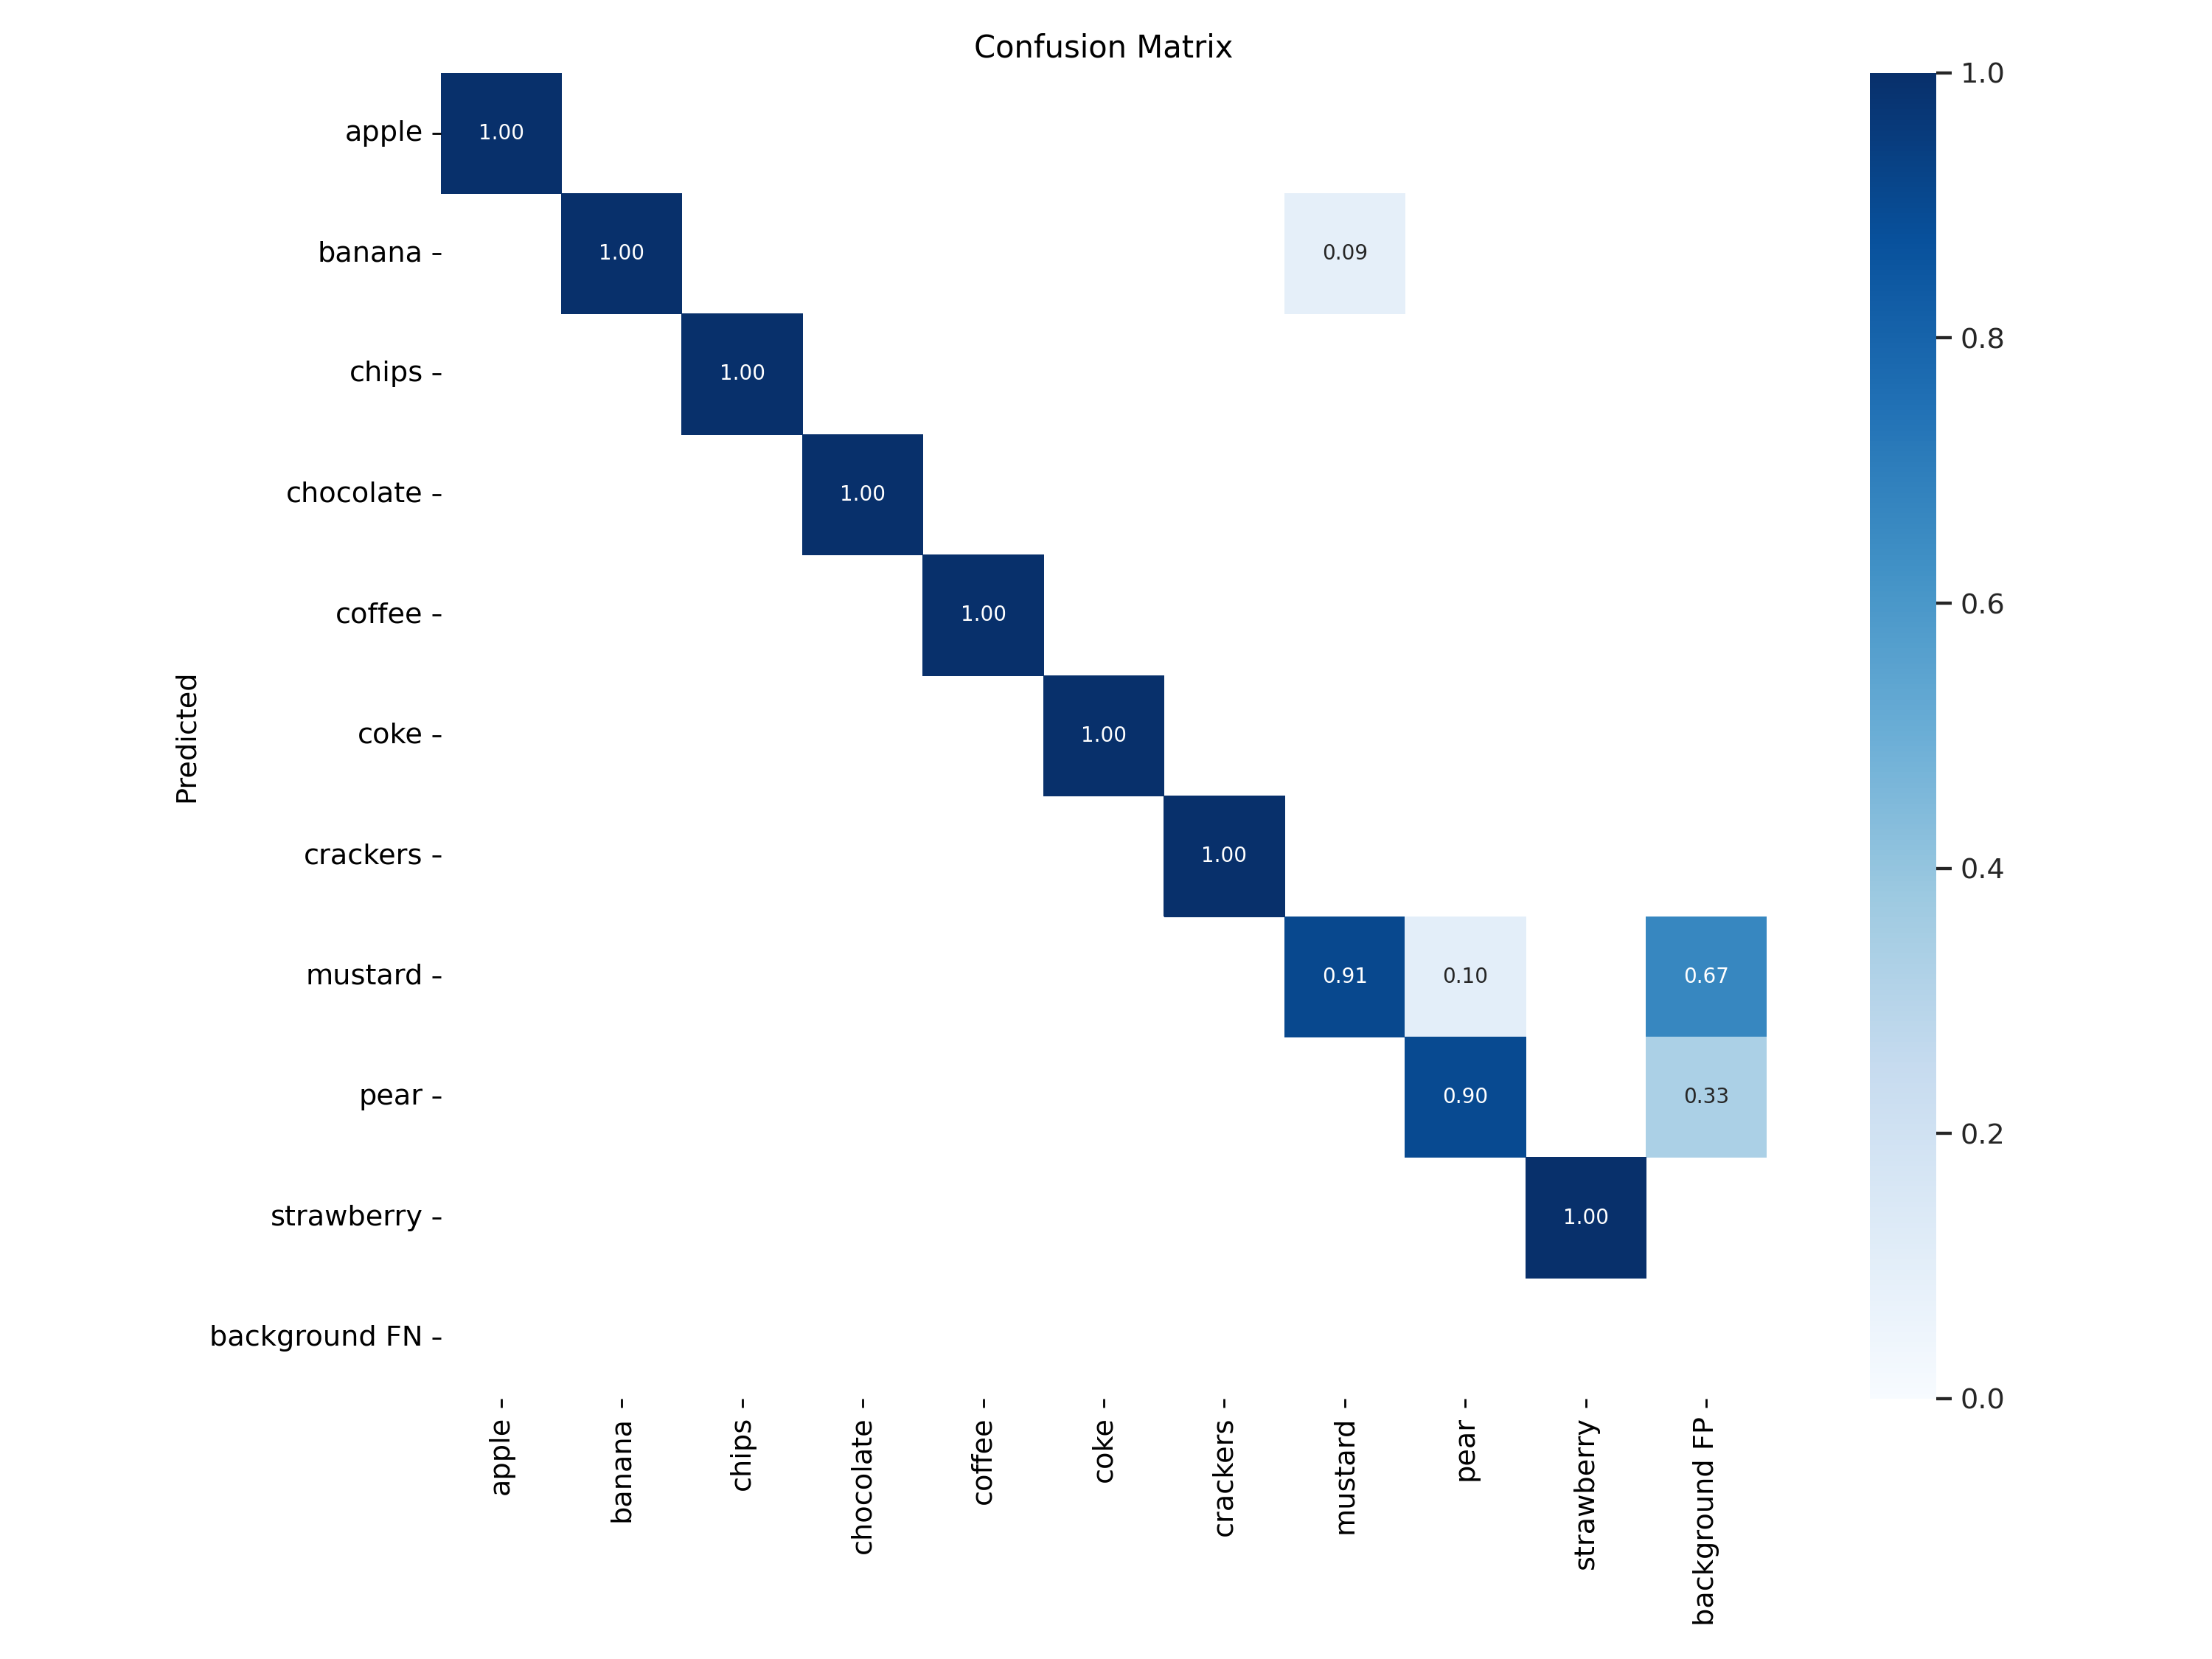 Confusion Matrix
apple
1.00
1.0
banana
1.00
0.09
chips
1.00
0.8
chocolate
1.00
coffee
1.00
0.6
Predicted
coke
1.00
crackers
1.00
0.4
mustard
0.91
0.10
0.67
pear
0.90
0.33
0.2
strawberry
1.00
background FN
0.0
apple
banana
chips
chocolate
coffee
coke
crackers
mustard
pear
strawberry
background FP